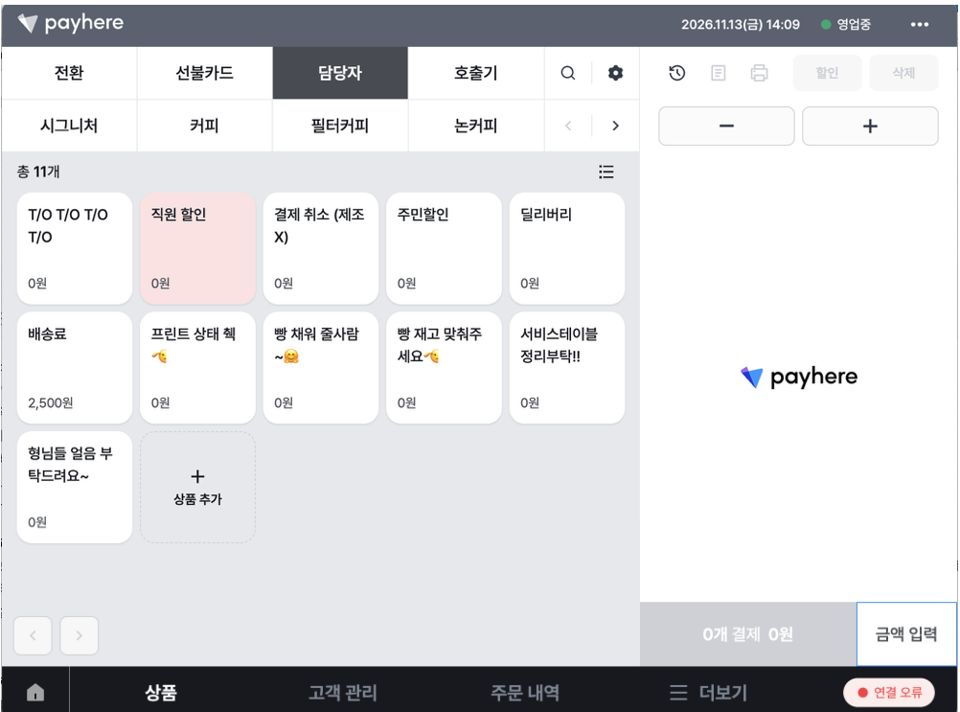 payhere
2026.11.13(금) 14:09 영업중
전환 선불카드 담당자 호출기
할인 삭제
시그니처 커피 필터커피 논커피
총 11개
T/O T/O T/O
T/O
0원
직원 할인
0원
결제 취소 (제조
X)
0원
주민할인
0원
딜리버리
0원
배송료
2,500원
프린트 상태 췍
🫡
0원
빵 채워 줄사람
~🤗
0원
빵 재고 맞춰주
세요🫡
0원
서비스테이블
정리부탁!!
0원
형님들 얼음 부
탁드려요~
0원
+
상품 추가
payhere
0개 결제 0원
금액 입력
상품 고객 관리 주문 내역 더보기 연결 오류